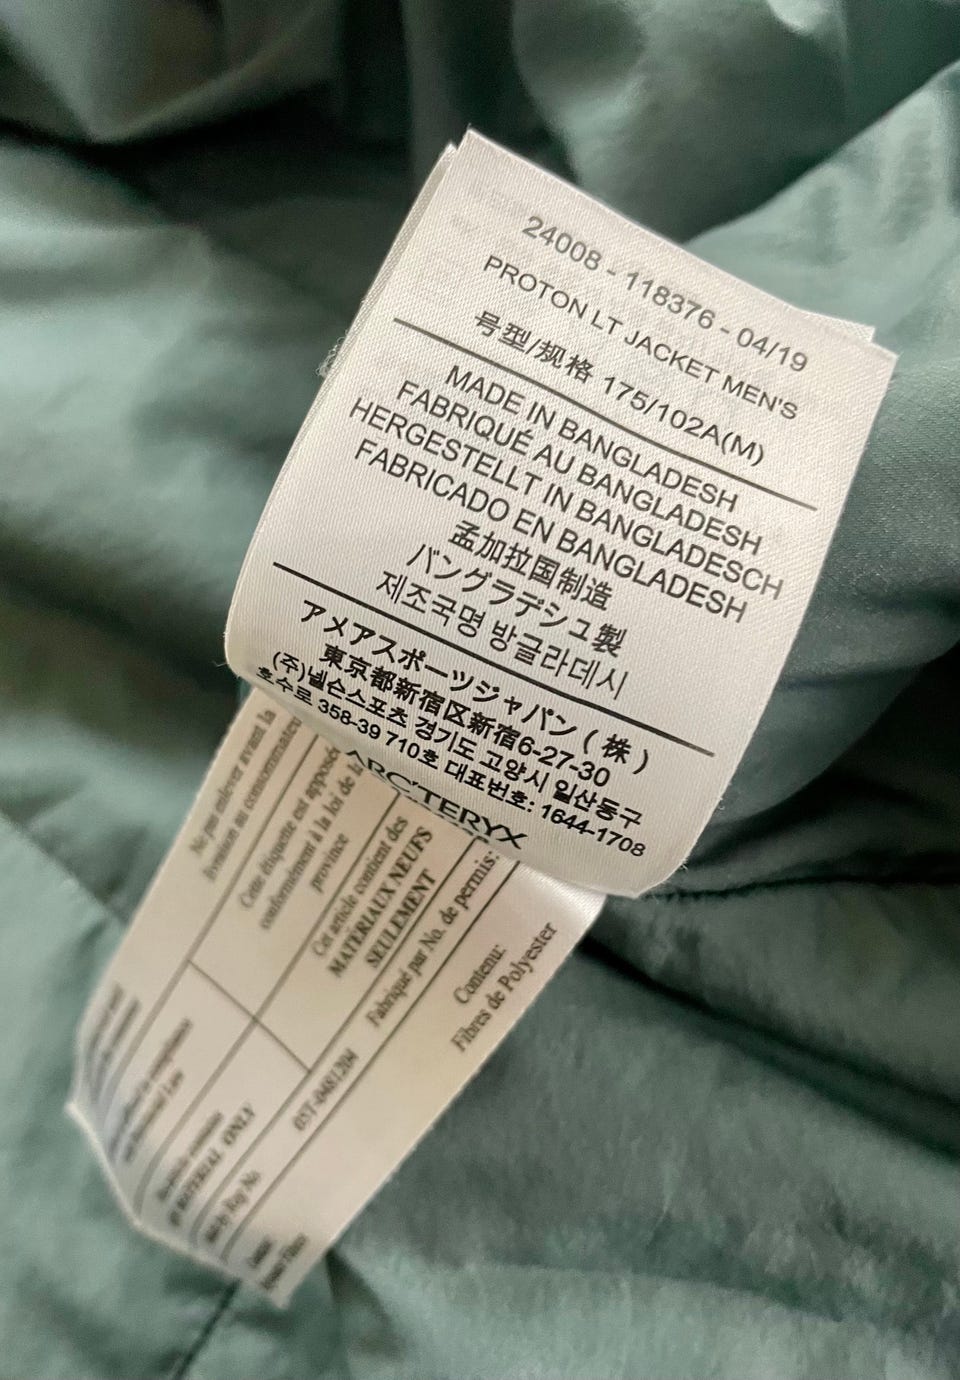 24008 - 118376 - 04/19
PROTON LT JACKET MEN'S
号型/规格 175/102A(M)
MADE IN BANGLADESH
FABRIQUÉ AU BANGLADESH
HERGESTELLT IN BANGLADESCH
FABRICADO EN BANGLADESH
孟加拉国制造
バングラデシュ製
제조국명 방글라데시
アメアスポーツジャパン(株)
東京都新宿区新宿6-27-30
(주)넬슨스포츠 경기도 고양시 일산동구
호수로 358-39 710호 대표번호: 1644-1708
ARC'TERYX
Ne pas enlever avant la
livraison au consommateur
Cette étiquette est apposée
conformément à la loi de la
province
Cet article contient des
MATERIAUX NEUFS
SEULEMENT
Fabriqué par No. de permis:
Contenu:
Fibres de Polyester
MATERIAL ONLY
by Reg No